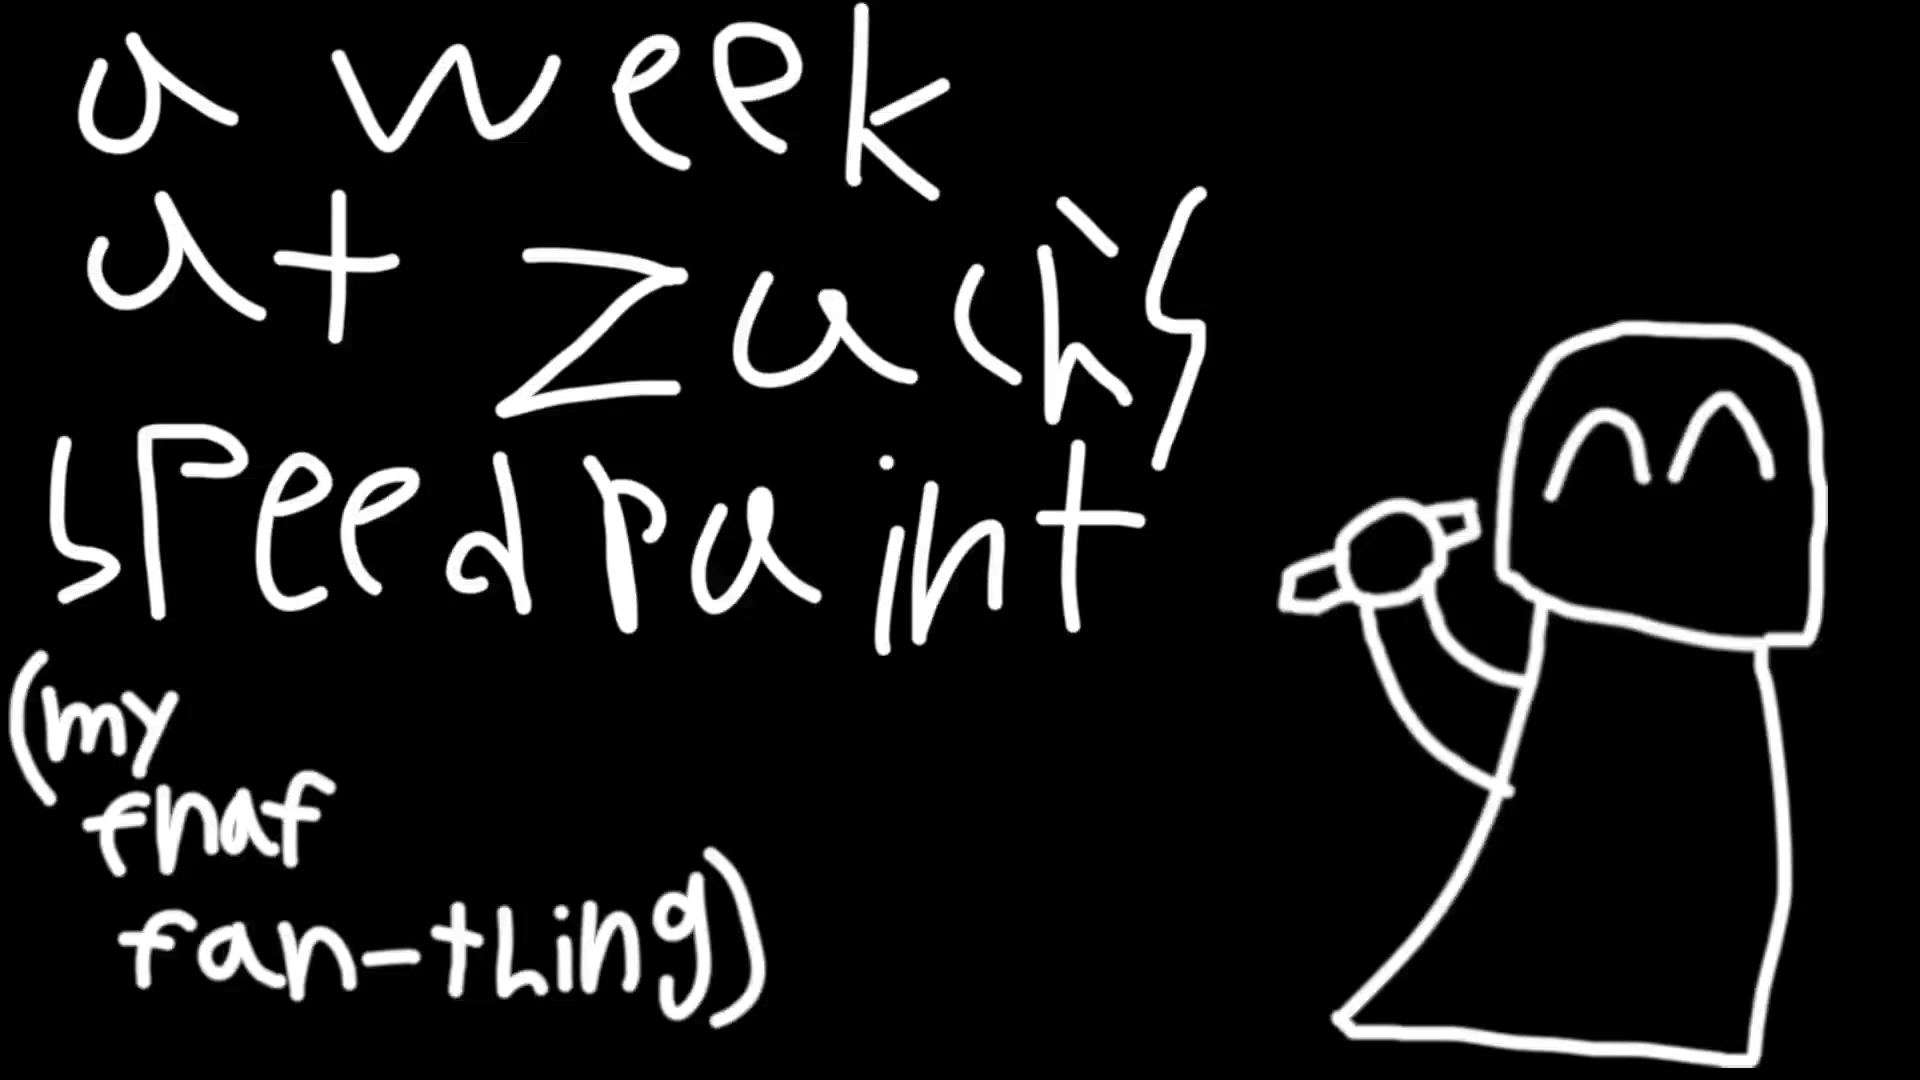 a week
at zach's
speedpaint
(my
fnaf
fan-thing)